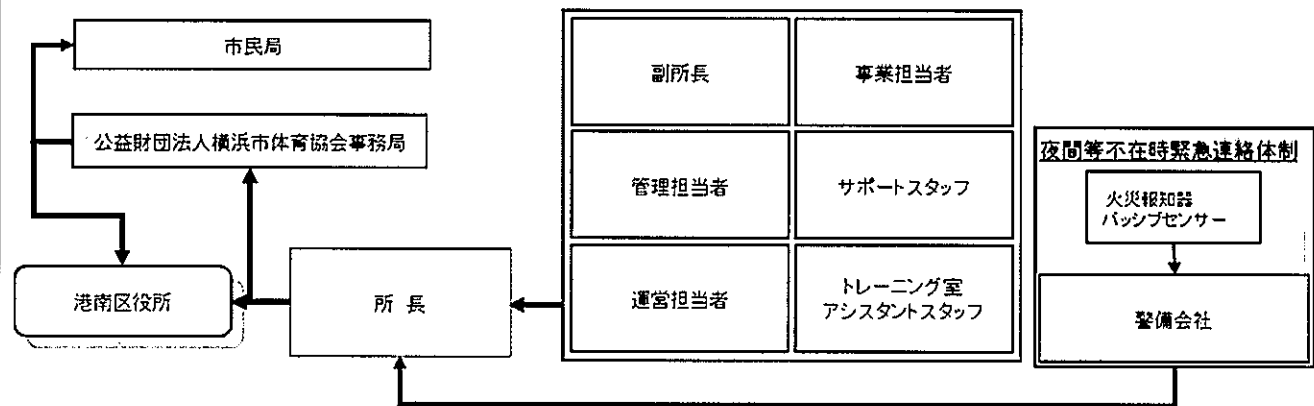 市民局
公益財団法人横浜市体育協会事務局
港南区役所
所長
副所長
事業担当者
管理担当者
サポートスタッフ
運営担当者
トレーニング室
アシスタントスタッフ
夜間等不在時緊急連絡体制
火災報知器
パッシブセンサー
警備会社